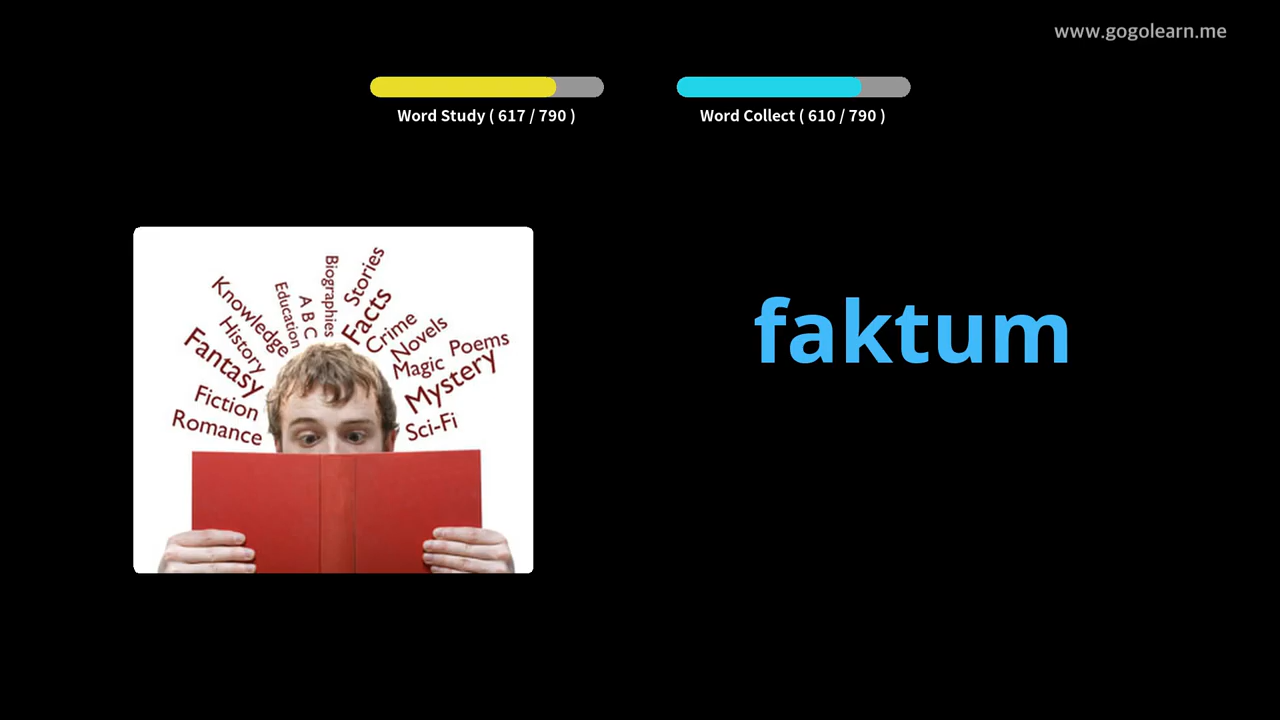 www.gogolearn.me
Word Study ( 617 / 790 )
Word Collect ( 610 / 790 )
Biographies
Stories
Education
A B C
Facts
Knowledge
Crime
History
Novels
Poems
Fantasy
Magic
Mystery
Fiction
Romance
Sci-Fi
faktum